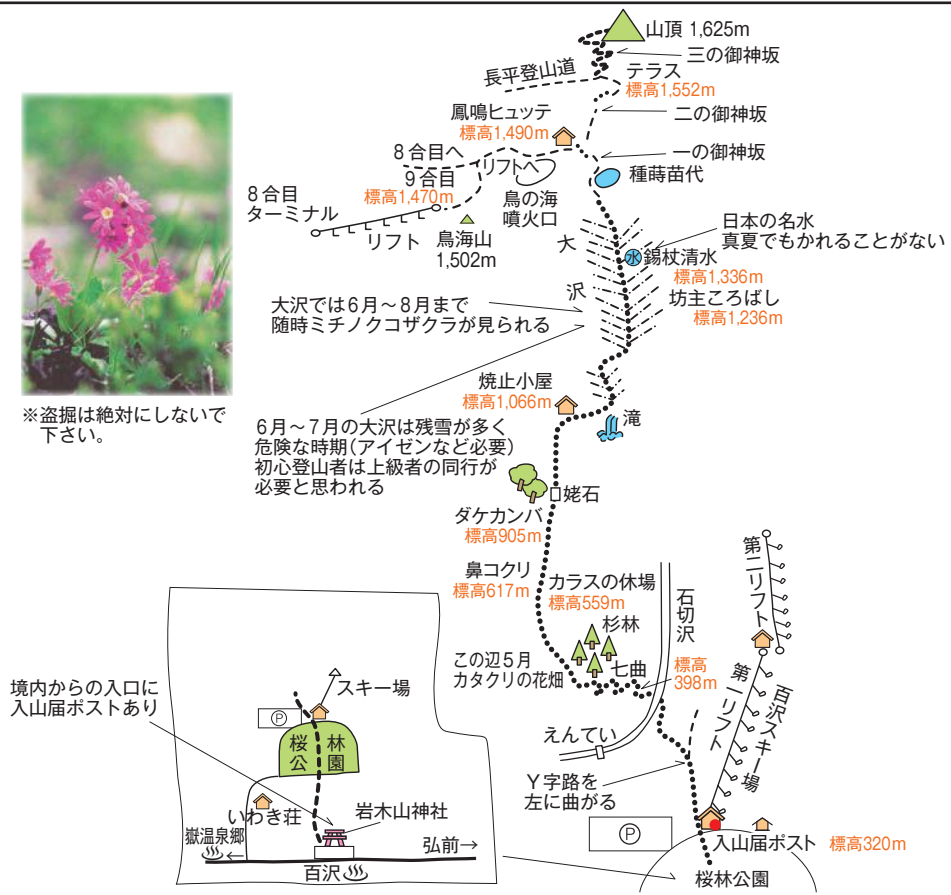 山頂 1,625m
三の御神坂
長平登山道
テラス
標高1,552m
二の御神坂
鳳鳴ヒュッテ
標高1,490m
一の御神坂
8合目へ
リフトへ
種蒔苗代
9合目
標高1,470m
鳥の海
噴火口
8合目
ターミナル
リフト
鳥海山
1,502m
大
沢
日本の名水
真夏でもかれることがない
水
錫杖清水
標高1,336m
坊主ころばし
標高1,236m
大沢では6月~8月まで
随時ミチノクコザクラが見られる
※盗掘は絶対にしないで
下さい。
焼止小屋
標高1,066m
滝
6月~7月の大沢は残雪が多く
危険な時期(アイゼンなど必要)
初心登山者は上級者の同行が
必要と思われる
姥石
ダケカンバ
標高905m
鼻コクリ
標高617m
カラスの休場
標高559m
杉林
石切沢
第二リフト
この辺5月
カタクリの花畑
七曲
標高
398m
第一リフト
百沢スキー場
えんてい
Y字路を
左に曲がる
P
入山届ポスト
標高320m
桜林公園
境内からの入口に
入山届ポストあり
スキー場
P
桜林
公園
いわき荘
岩木山神社
嶽温泉郷
←
弘前→
百沢